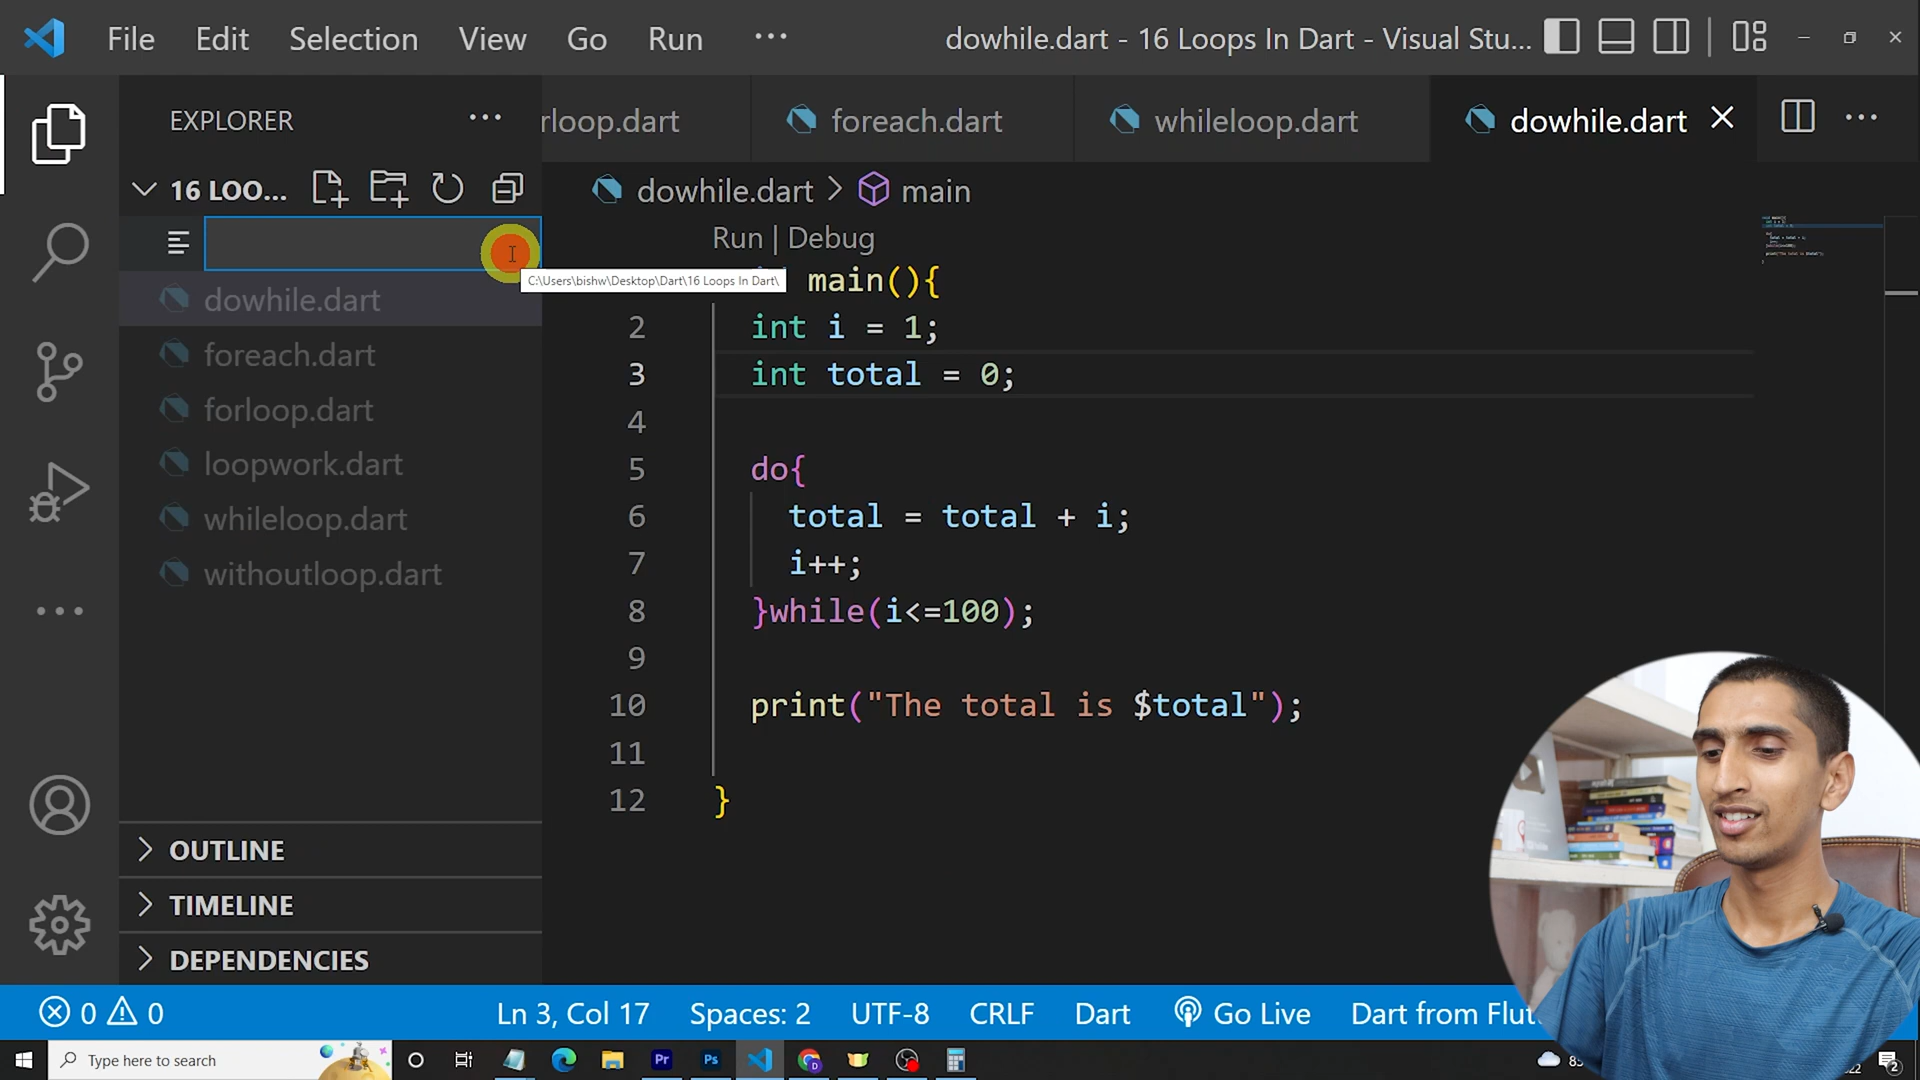 File Edit Selection View Go Run ... dowhile.dart - 16 Loops In Dart - Visual Stu...
EXPLORER ...
rloop.dart foreach.dart whileloop.dart dowhile.dart
16 LOO...
dowhile.dart > main
Run | Debug
C:\Users\bishw\Desktop\Dart\16 Loops In Dart\
dowhile.dart
foreach.dart
forloop.dart
loopwork.dart
whileloop.dart
withoutloop.dart
OUTLINE
TIMELINE
DEPENDENCIES
main(){
2 int i = 1;
3 int total = 0;
4
5 do{
6 total = total + i;
7 i++;
8 }while(i<=100);
9
10 print("The total is $total");
11
12 }
0 0 Ln 3, Col 17 Spaces: 2 UTF-8 CRLF Dart Go Live Dart from
Type here to search Pr Ps 2